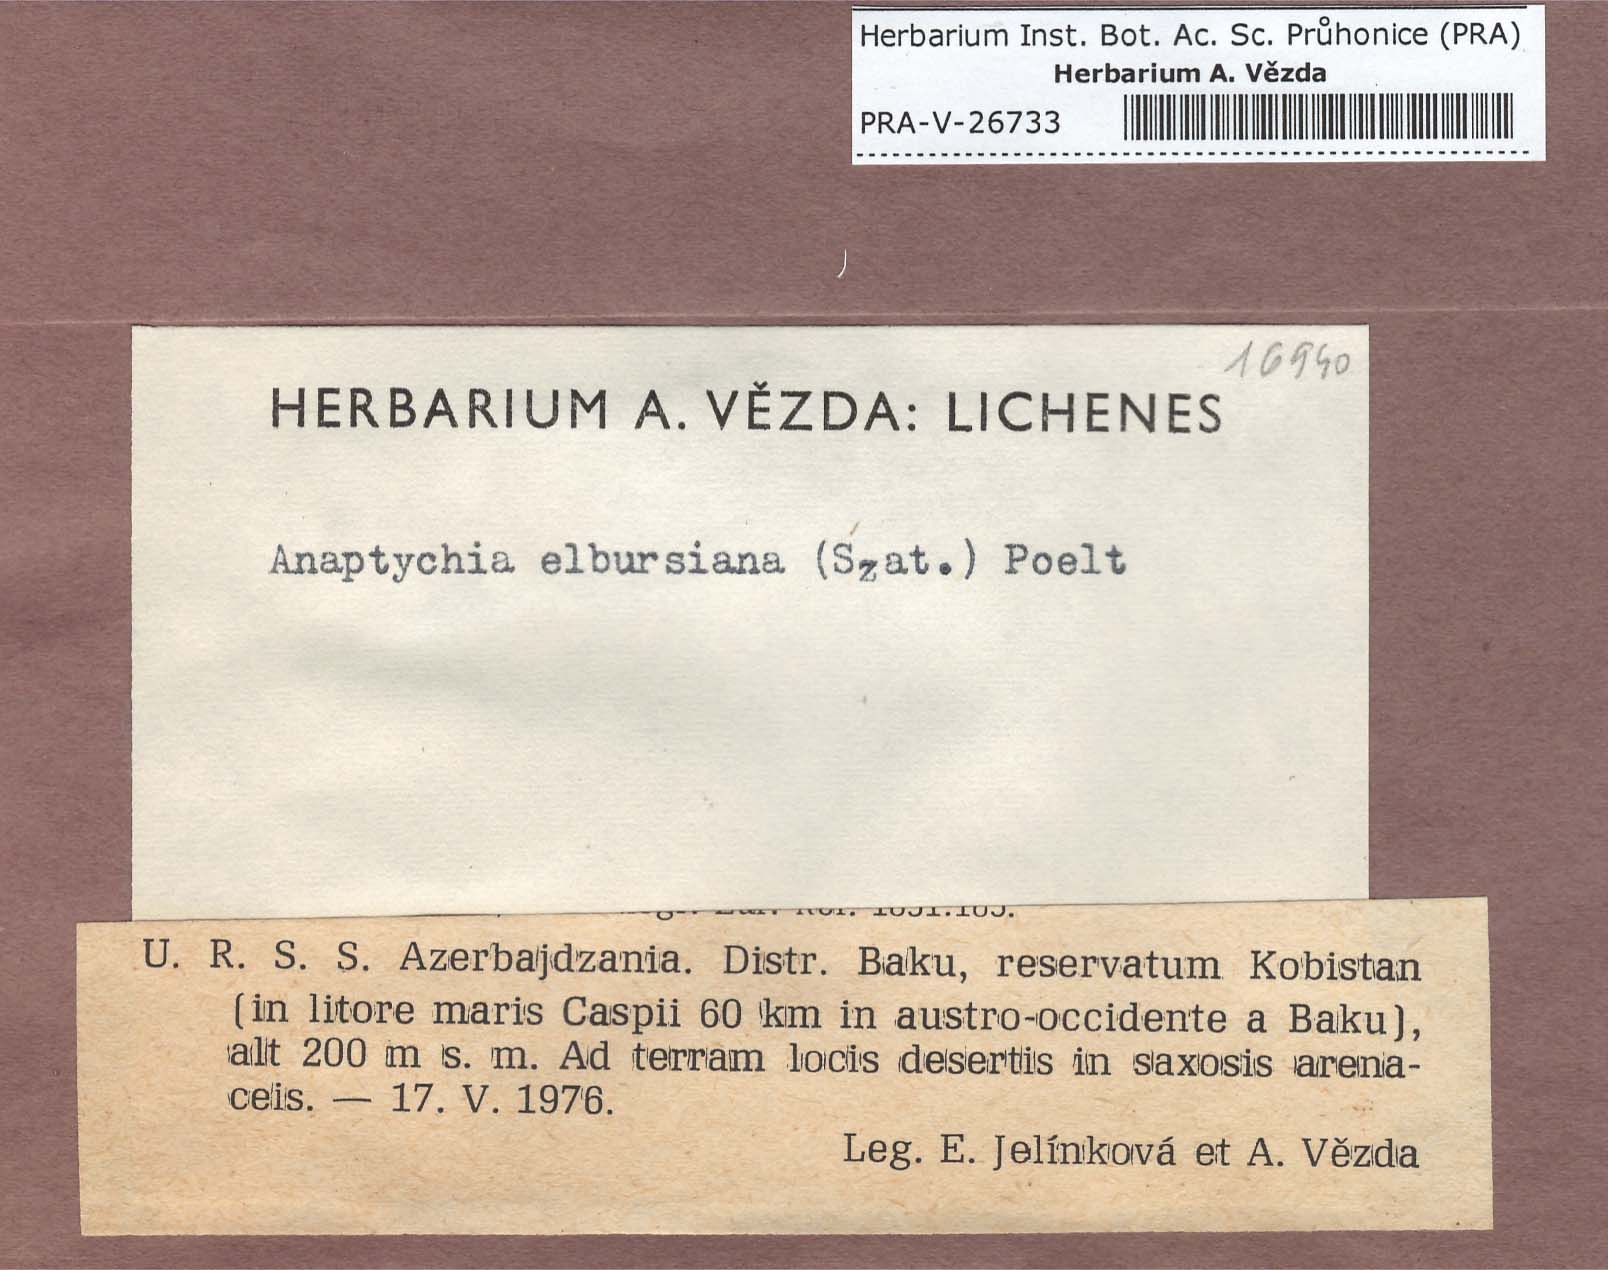 Herbarium Inst. Bot. Ac. Sc. Průhonice (PRA)
Herbarium A. Vězda
PRA-V-26733
16940
HERBARIUM A. VĚZDA: LICHENES
Anaptychia elbursiana (Szat.) Poelt
U. R. S. S. Azerbajdzania. Distr. Baku, reservatum Kobistan
(in litore maris Caspii 60 km in austro-occidente a Baku),
alt 200 m s. m. Ad terram locis desertis in saxosis arena-
ceis. — 17. V. 1976.
Leg. E. Jelínková et A. Vězda